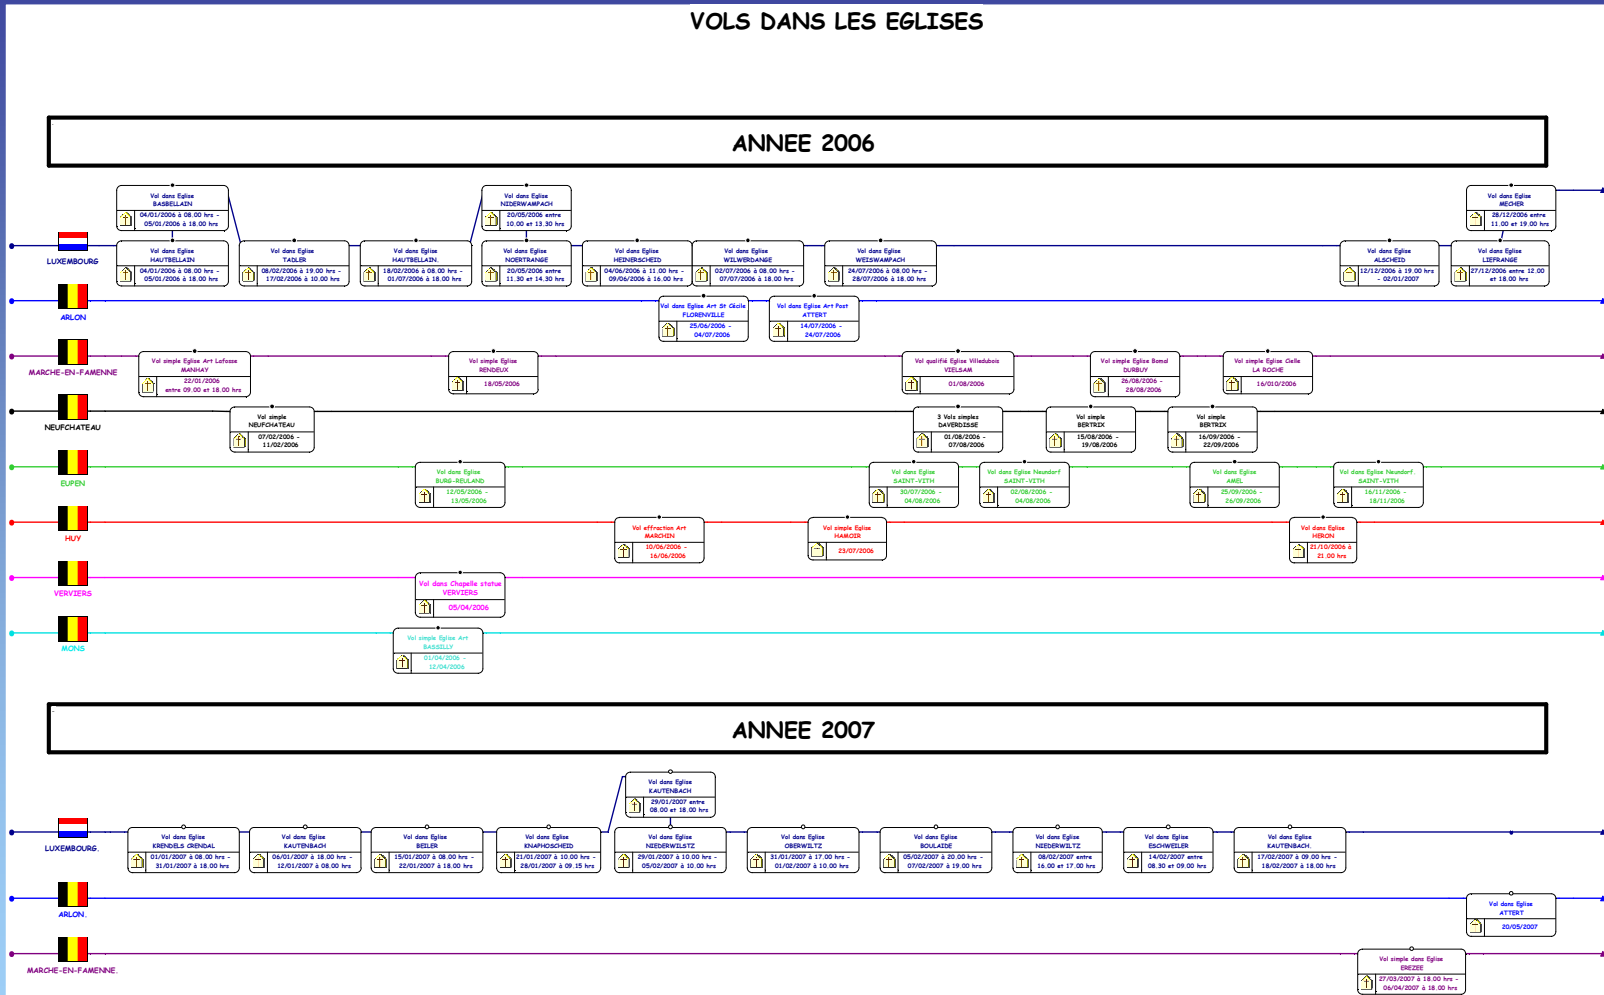 VOLS DANS LES EGLISES
ANNEE 2006
Vol dans Eglise
BASBELLAIN
04/01/2006 à 08.00 hrs -
05/01/2006 à 18.00 hrs
Vol dans Eglise
NIDERWAMPACH
20/05/2006 entre
10.00 et 13.30 hrs
Vol dans Eglise
MECHER
28/12/2006 entre
11.00 et 19.00 hrs
LUXEMBOURG
Vol dans Eglise
HAUTBELLAIN
04/01/2006 à 08.00 hrs -
05/01/2006 à 18.00 hrs
Vol dans Eglise
TADLER
08/02/2006 à 19.00 hrs -
17/02/2006 à 10.00 hrs
Vol dans Eglise
HAUTBELLAIN.
18/02/2006 à 08.00 hrs -
01/07/2006 à 18.00 hrs
Vol dans Eglise
NOERTRANGE
20/05/2006 entre
11.30 et 14.30 hrs
Vol dans Eglise
HEINERSCHEID
04/06/2006 à 11.00 hrs -
09/06/2006 à 16.00 hrs
Vol dans Eglise
WILWERDANGE
02/07/2006 à 08.00 hrs -
07/07/2006 à 18.00 hrs
Vol dans Eglise
WEISWAMPACH
24/07/2006 à 08.00 hrs -
28/07/2006 à 18.00 hrs
Vol dans Eglise
ALSCHEID
12/12/2006 à 19.00 hrs
- 02/01/2007
Vol dans Eglise
LIEFRANGE
27/12/2006 entre 12.00
et 18.00 hrs
ARLON
Vol dans Eglise Art St Cécile
FLORENVILLE
25/06/2006 -
04/07/2006
Vol dans Eglise Art Post
ATTERT
14/07/2006 -
24/07/2006
MARCHE-EN-FAMENNE
Vol simple Eglise Art Lafosse
MANHAY
22/01/2006
entre 09.00 et 18.00 hrs
Vol simple Eglise
RENDEUX
18/05/2006
Vol qualifié Eglise Villedubois
VIELSAM
01/08/2006
Vol simple Eglise Bomal
DURBUY
26/08/2006 -
28/08/2006
Vol simple Eglise Cielle
LA ROCHE
16/010/2006
NEUFCHATEAU
Vol simple
NEUFCHATEAU
07/02/2006 -
11/02/2006
3 Vols simples
DAVERDISSE
01/08/2006 -
07/08/2006
Vol simple
BERTRIX
15/08/2006 -
19/08/2006
Vol simple
BERTRIX
16/09/2006 -
22/09/2006
EUPEN
Vol dans Eglise
BURG-REULAND
12/05/2006 -
13/05/2006
Vol dans Eglise
SAINT-VITH
30/07/2006 -
04/08/2006
Vol dans Eglise Neundorf
SAINT-VITH
02/08/2006 -
04/08/2006
Vol dans Eglise
AMEL
25/09/2006 -
26/09/2006
Vol dans Eglise Neundorf.
SAINT-VITH
16/11/2006 -
18/11/2006
HUY
Vol effraction Art
MARCHIN
10/06/2006 -
16/06/2006
Vol simple Eglise
HAMOIR
23/07/2006
Vol dans Eglise
HERON
21/10/2006 à
21.00 hrs
VERVIERS
Vol dans Chapelle statue
VERVIERS
05/04/2006
MONS
Vol simple Eglise Art
BASSILLY
01/04/2006 -
12/04/2006
ANNEE 2007
Vol dans Eglise
KAUTENBACH
29/01/2007 entre
08.00 et 18.00 hrs
LUXEMBOURG.
Vol dans Eglise
KRENDELS CRENDAL
01/01/2007 à 08.00 hrs -
31/01/2007 à 18.00 hrs
Vol dans Eglise
KAUTENBACH
06/01/2007 à 18.00 hrs -
12/01/2007 à 08.00 hrs
Vol dans Eglise
BEILER
15/01/2007 à 08.00 hrs -
22/01/2007 à 18.00 hrs
Vol dans Eglise
KNAPHOSCHEID
21/01/2007 à 10.00 hrs -
28/01/2007 à 09.15 hrs
Vol dans Eglise
NIEDERWILSTZ
29/01/2007 à 10.00 hrs -
05/02/2007 à 10.00 hrs
Vol dans Eglise
OBERWILTZ
31/01/2007 à 17.00 hrs -
01/02/2007 à 10.00 hrs
Vol dans Eglise
BOULAIDE
05/02/2007 à 20.00 hrs -
07/02/2007 à 19.00 hrs
Vol dans Eglise
NIEDERWILTZ
08/02/2007 entre
16.00 et 17.00 hrs
Vol dans Eglise
ESCHWEILER
14/02/2007 entre
08.30 et 09.00 hrs
Vol dans Eglise
KAUTENBACH.
17/02/2007 à 09.00 hrs -
18/02/2007 à 18.00 hrs
ARLON.
Vol dans Eglise
ATTERT
20/05/2007
MARCHE-EN-FAMENNE.
Vol simple dans Eglise
EREZEE
27/03/2007 à 18.00 hrs -
06/04/2007 à 18.00 hrs